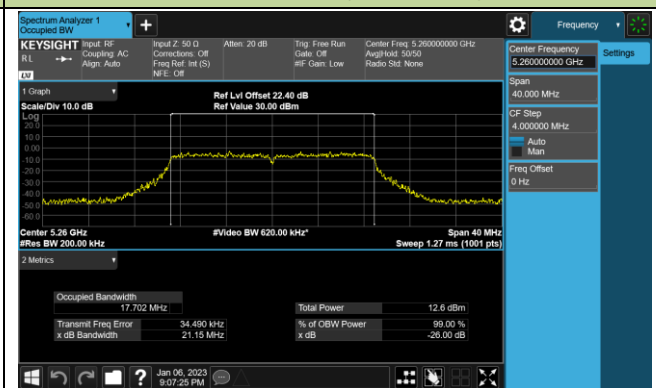 Spectrum Analyzer 1
Occupied BW
Frequency
KEYSIGHT
R L
LXI
Input: RF
Coupling: AC
Align: Auto
Input Z: 50 Ω
Corrections: Off
Freq Ref: Int (S)
NFE: Off
Atten: 20 dB
Trig: Free Run
Gate: Off
#IF Gain: Low
Center Freq: 5.260000000 GHz
Avg|Hold: 50/50
Radio Std: None
Center Frequency
5.260000000 GHz
Settings
Span
40.000 MHz
CF Step
4.000000 MHz
Auto
Man
Freq Offset
0 Hz
1 Graph
Scale/Div 10.0 dB
Ref Lvl Offset 22.40 dB
Ref Value 30.00 dBm
Log
20.0
10.0
0.00
-10.0
-20.0
-30.0
-40.0
-50.0
-60.0
Center 5.26 GHz
#Res BW 200.00 kHz
#Video BW 620.00 kHz*
Span 40 MHz
Sweep 1.27 ms (1001 pts)
2 Metrics
Occupied Bandwidth
17.702 MHz
Total Power 12.6 dBm
Transmit Freq Error 34.490 kHz
% of OBW Power 99.00 %
x dB Bandwidth 21.15 MHz
x dB -26.00 dB
?
Jan 06, 2023
9:07:25 PM